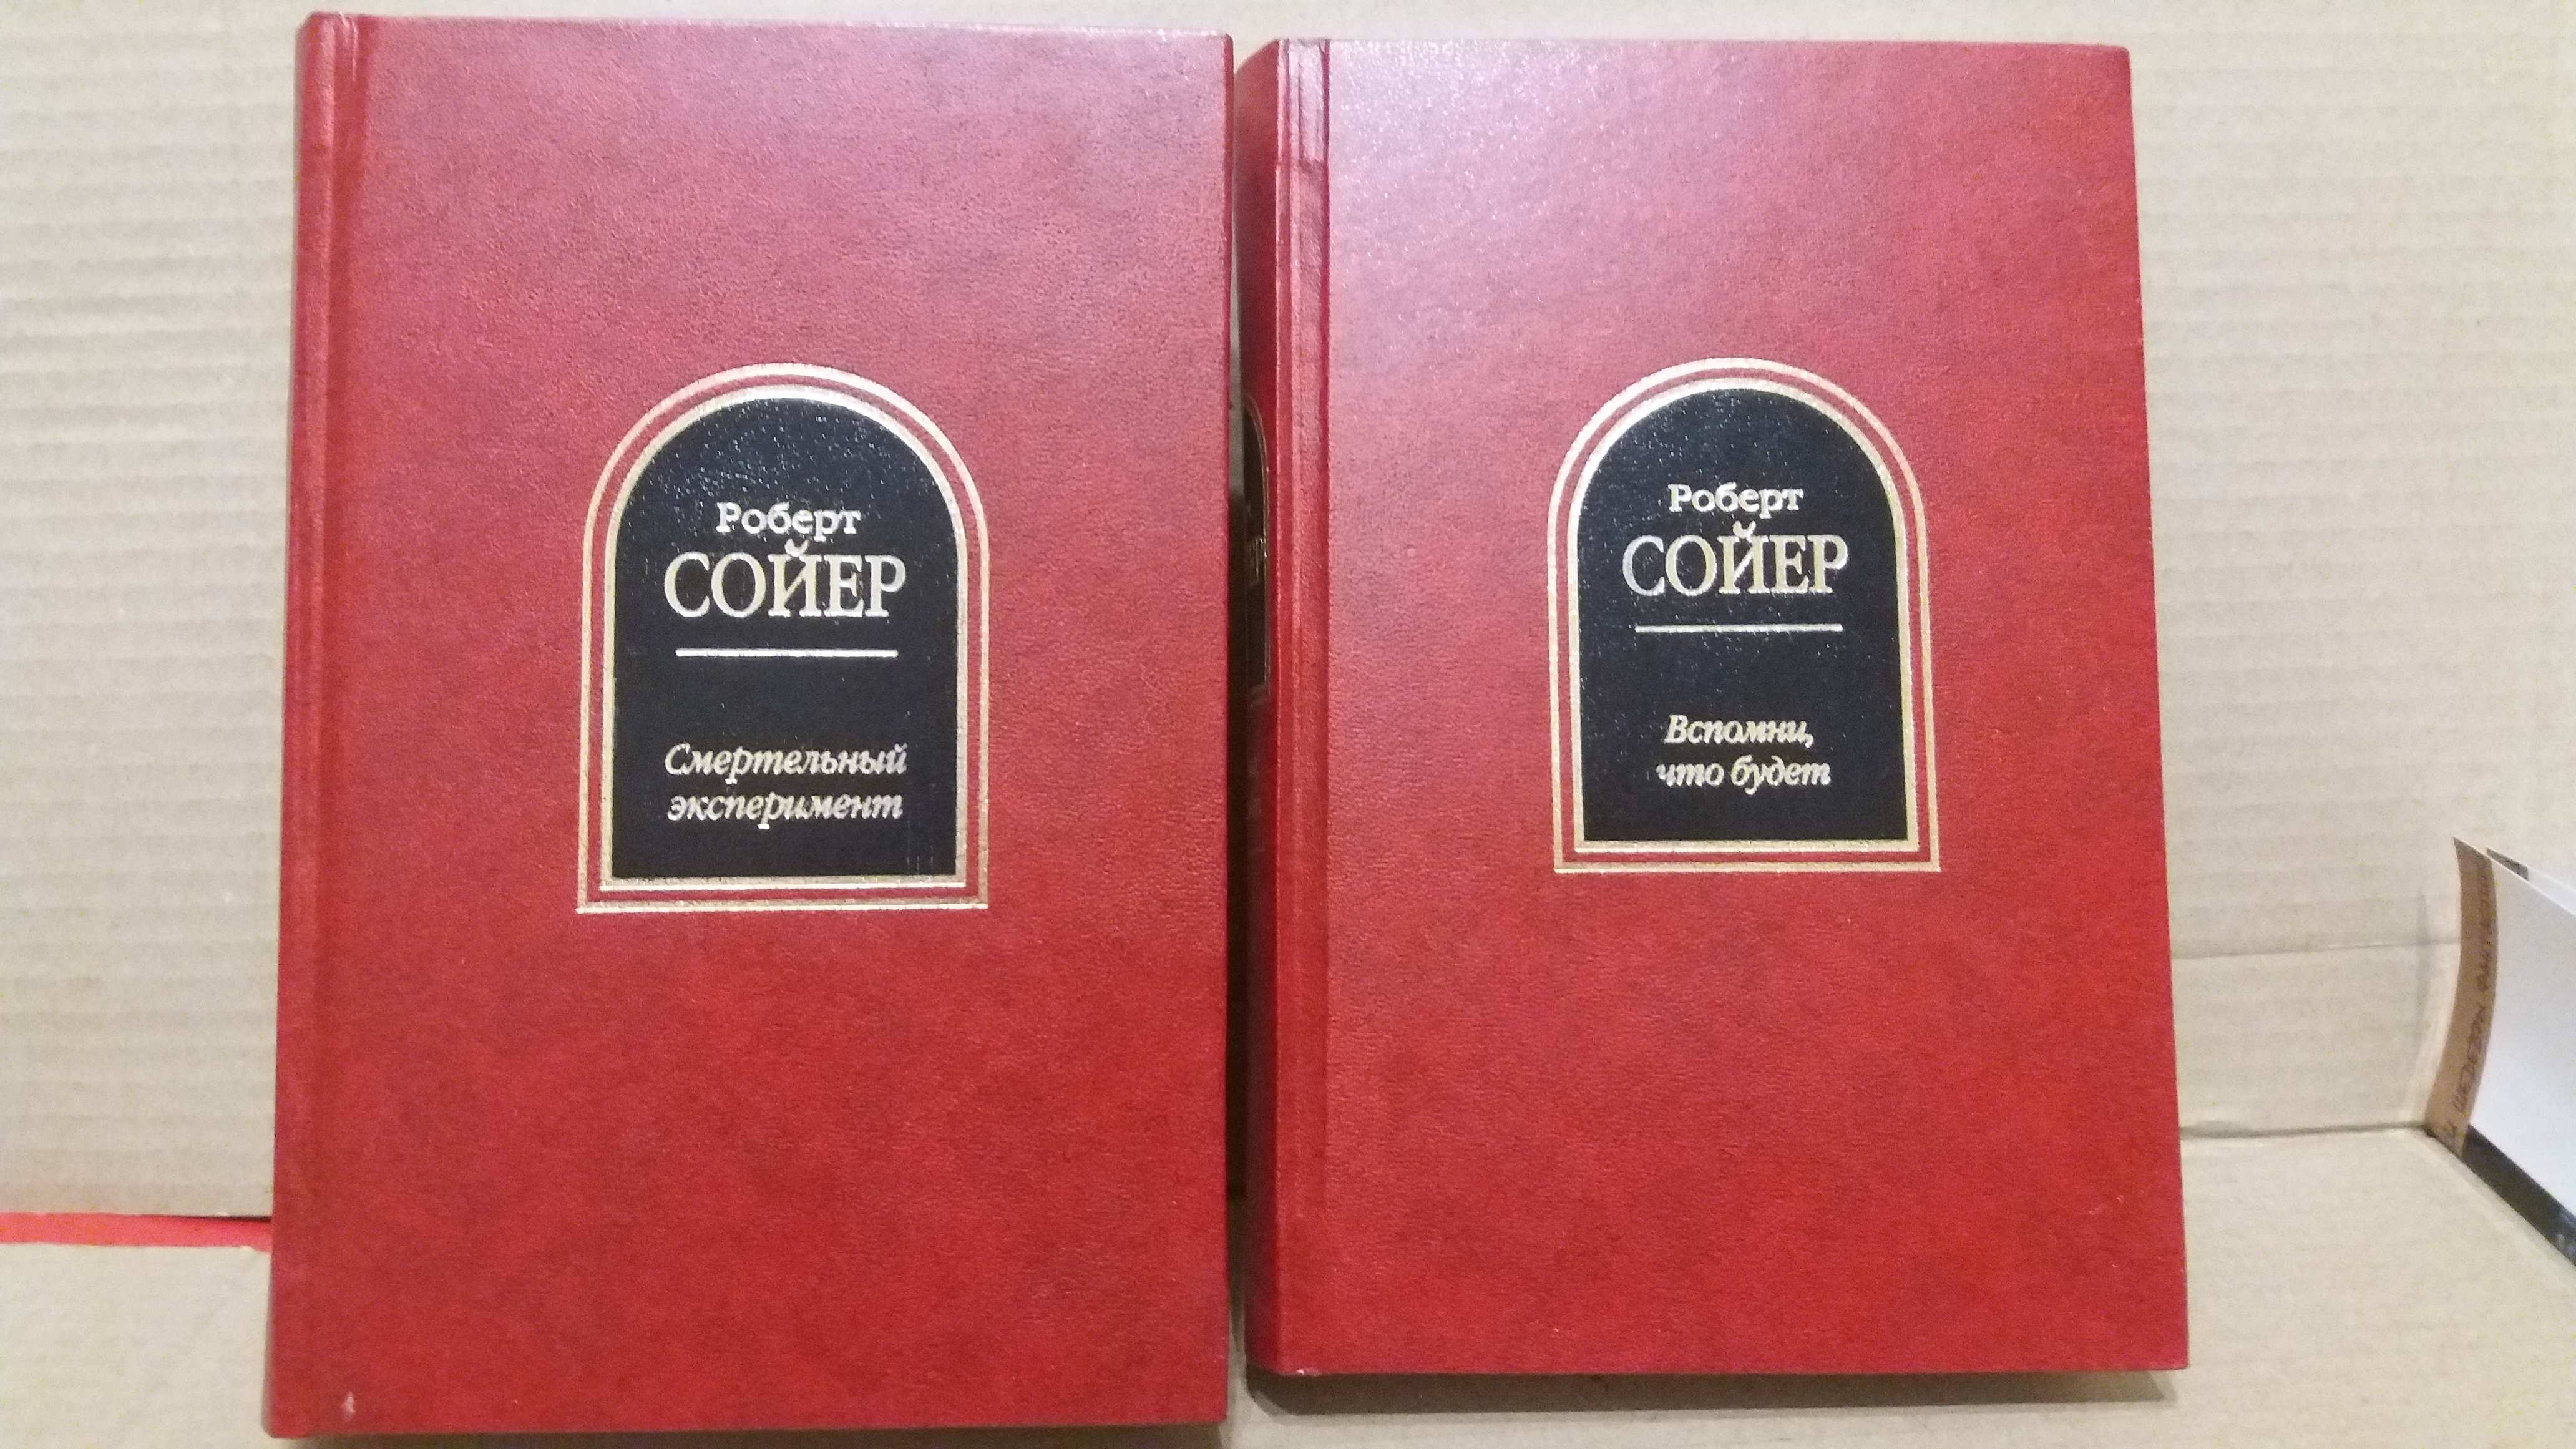 Роберт
СОЙЕР
Смертельный
эксперимент
Роберт
СОЙЕР
Вспомни,
что будет